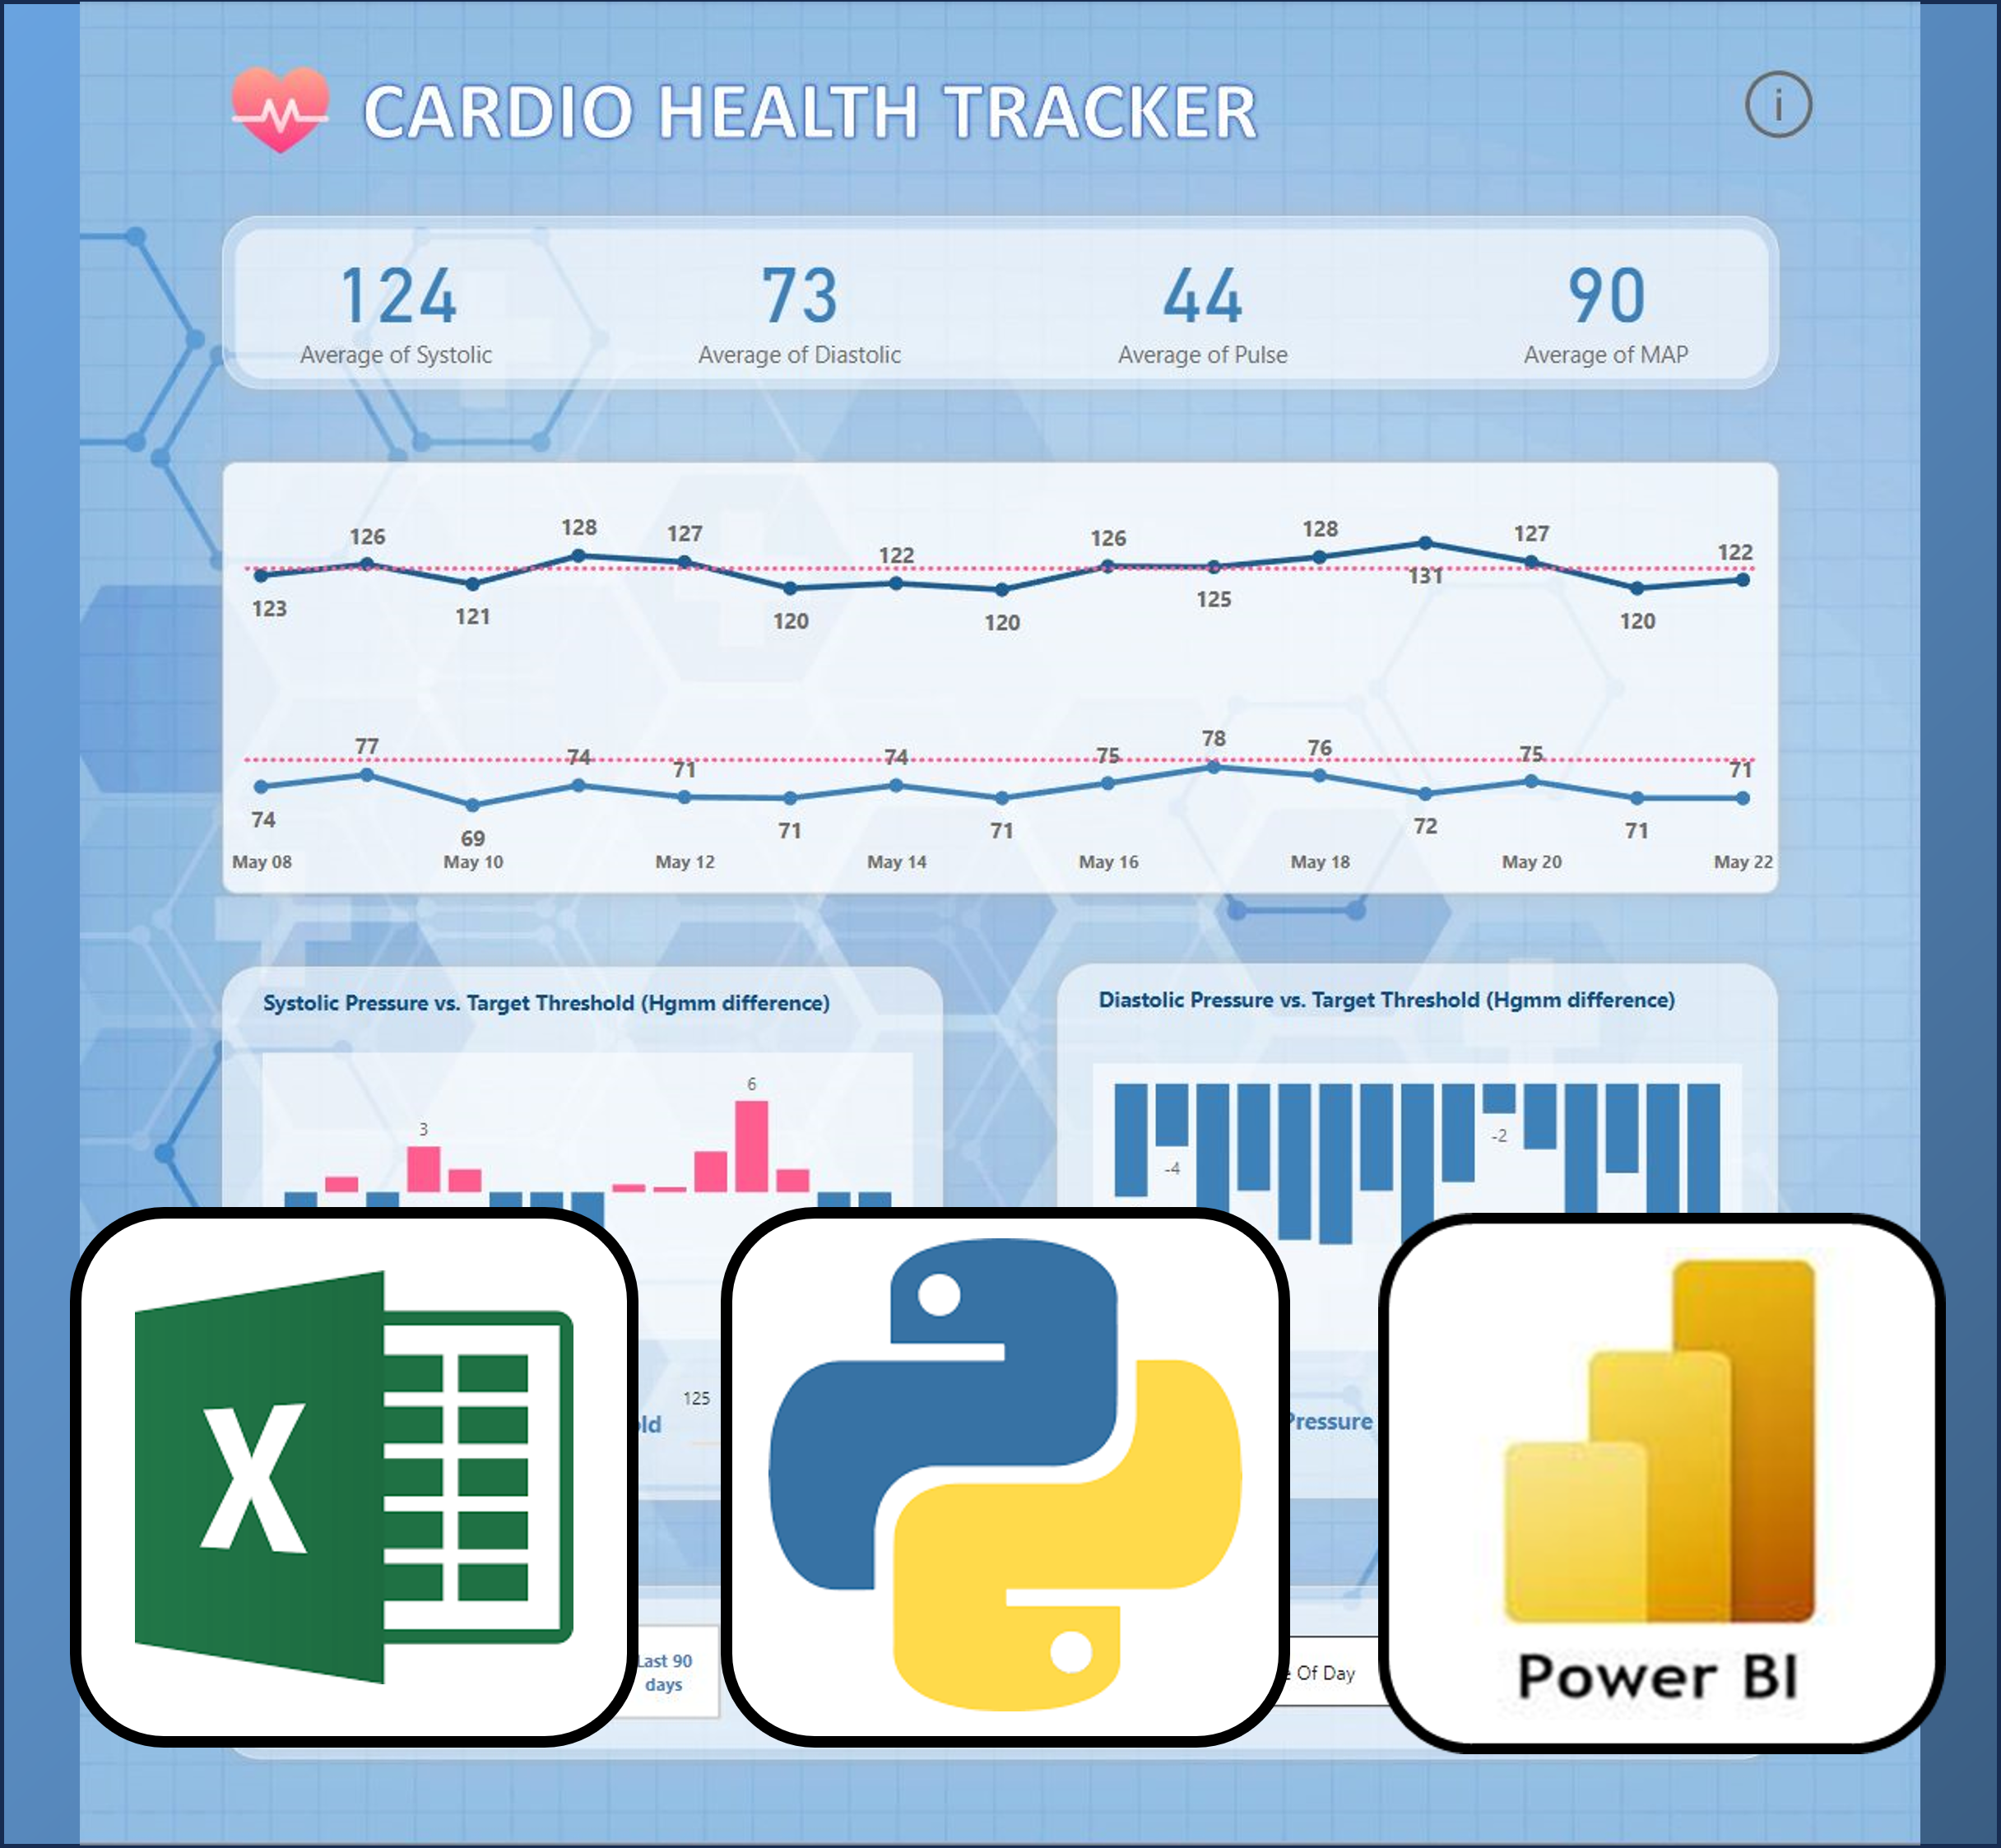 CARDIO HEALTH TRACKER
i
124 73 44 90
Average of Systolic Average of Diastolic Average of Pulse Average of MAP
126 128 127 122 126 128 127 122
123 121 120 120 125 131 120
77 74 71 74 75 78 76 75 71
74 69 71 71 72 71
May 08 May 10 May 12 May 14 May 16 May 18 May 20 May 22
Systolic Pressure vs. Target Threshold (Hgmm difference)
3 6
Diastolic Pressure vs. Target Threshold (Hgmm difference)
-4 -2
125
Pressure
X
Last 90
days
Of Day
Power BI